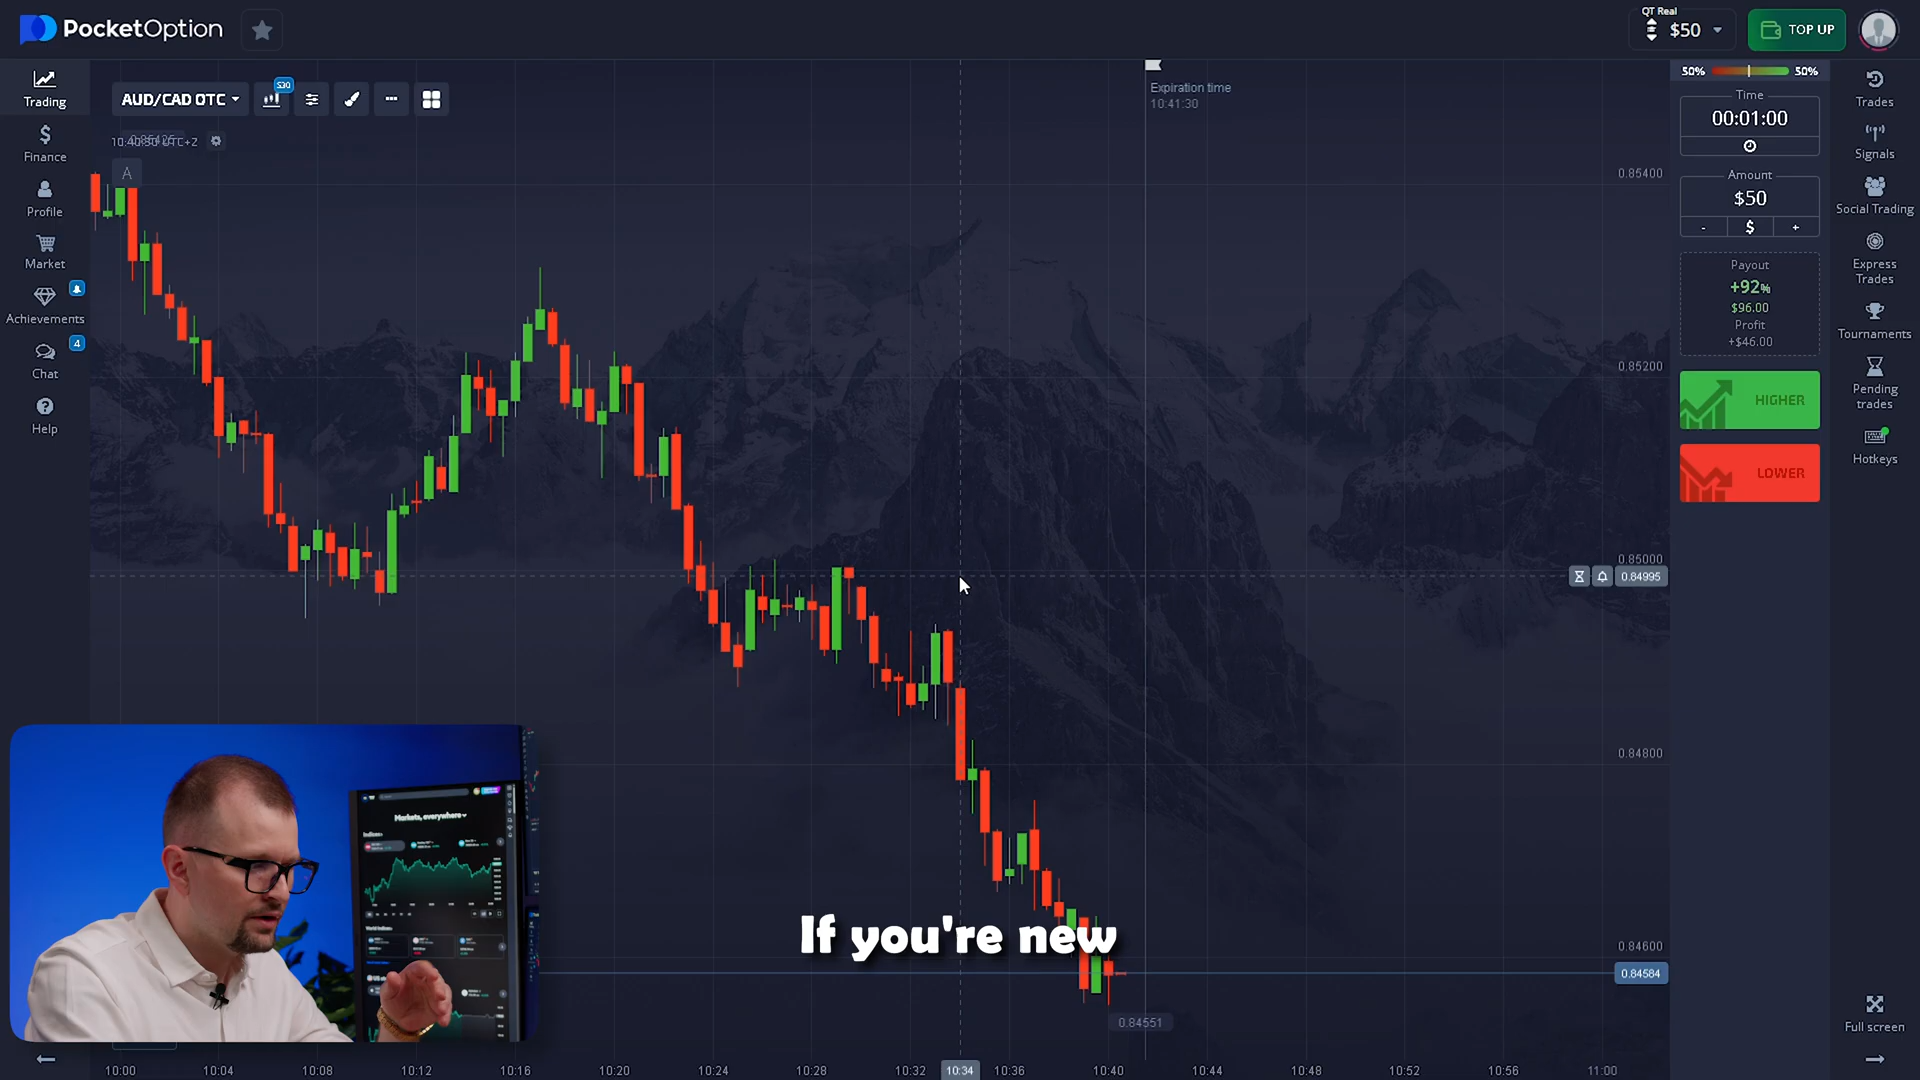 PocketOption
QT Real
$50
TOP UP
Trading
Finance
Profile
Market
Achievements
4
Chat
Help
AUD/CAD OTC
S30
A
Expiration time
10:41:30
0.85400
0.85200
0.85000
0.84995
0.84800
0.84600
0.84584
0.84551
50%
50%
Time
00:01:00
Amount
$50
-
$
+
Payout
+92%
$96.00
Profit
+$46.00
HIGHER
LOWER
Trades
Signals
Social Trading
Express
Trades
Tournaments
Pending
trades
Hotkeys
Full screen
Markets, everywhere
If you're new
10:00
10:04
10:08
10:12
10:16
10:20
10:24
10:28
10:32
10:34
10:36
10:40
10:44
10:48
10:52
10:56
11:00